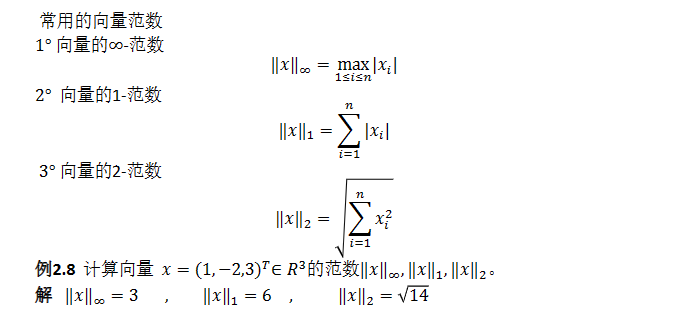 常用的向量范数
1° 向量的∞-范数
‖x‖∞ = max |xᵢ|
1≤i≤n
2° 向量的1-范数
‖x‖₁ = ∑ⁿᵢ₌₁ |xᵢ|
3° 向量的2-范数
‖x‖₂ = √(∑ⁿᵢ₌₁ xᵢ²)
例2.8 计算向量 x = (1, −2,3)ᵀ∈ R³的范数‖x‖∞, ‖x‖₁, ‖x‖₂。
解 ‖x‖∞ = 3 , ‖x‖₁ = 6 , ‖x‖₂ = √14